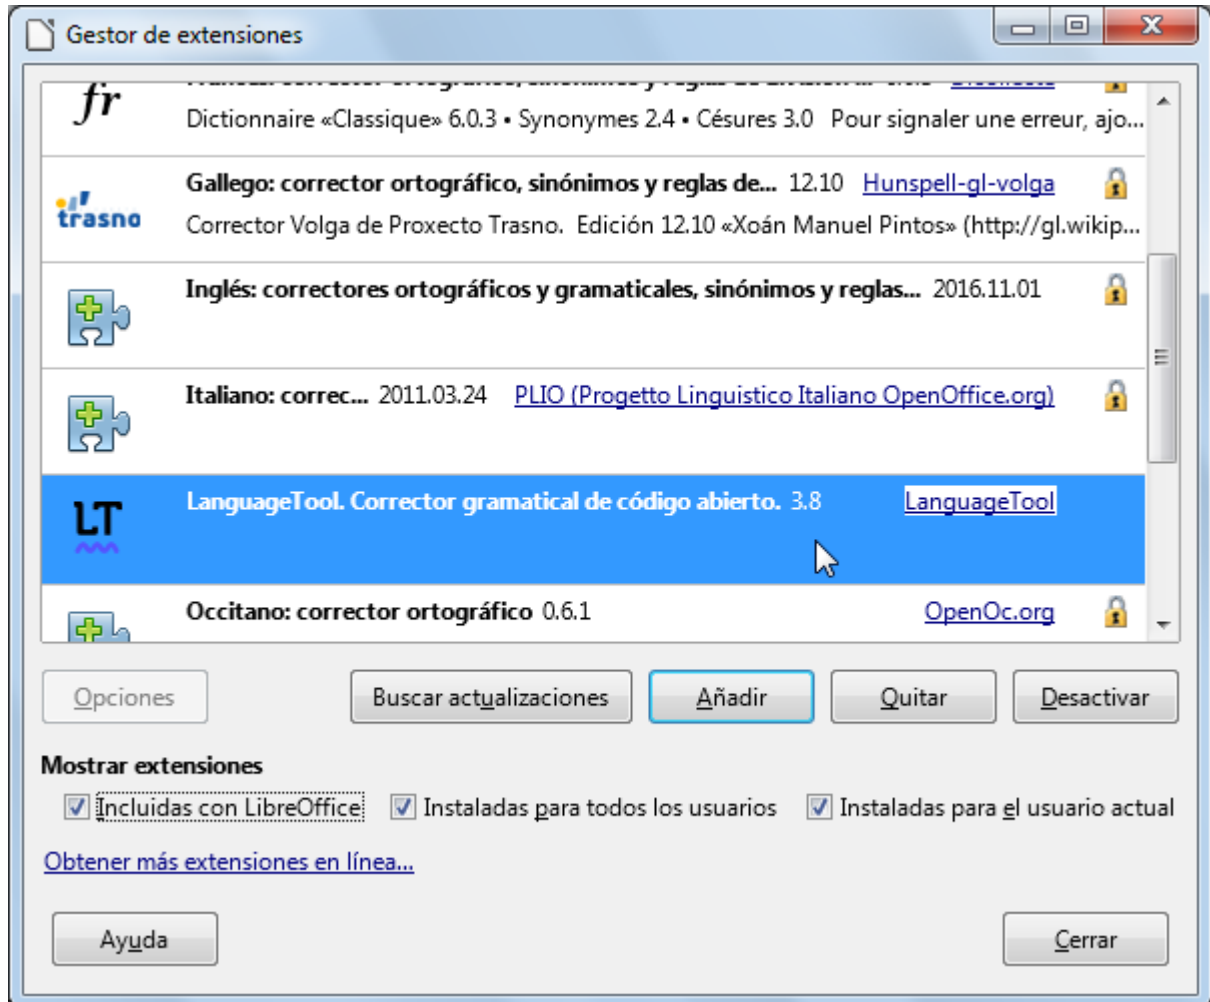 Gestor de extensiones
fr
Dictionnaire «Classique» 6.0.3 • Synonymes 2.4 • Césures 3.0 Pour signaler une erreur, ajo...
trasno
Gallego: corrector ortográfico, sinónimos y reglas de... 12.10 Hunspell-gl-volga
Corrector Volga de Proxecto Trasno. Edición 12.10 «Xoán Manuel Pintos» (http://gl.wikip...
Inglés: correctores ortográficos y gramaticales, sinónimos y reglas... 2016.11.01
Italiano: correc... 2011.03.24 PLIO (Progetto Linguistico Italiano OpenOffice.org)
LT
LanguageTool. Corrector gramatical de código abierto. 3.8 LanguageTool
Occitano: corrector ortográfico 0.6.1 OpenOc.org
Opciones Buscar actualizaciones Añadir Quitar Desactivar
Mostrar extensiones
Incluidas con LibreOffice Instaladas para todos los usuarios Instaladas para el usuario actual
Obtener más extensiones en línea...
Ayuda Cerrar